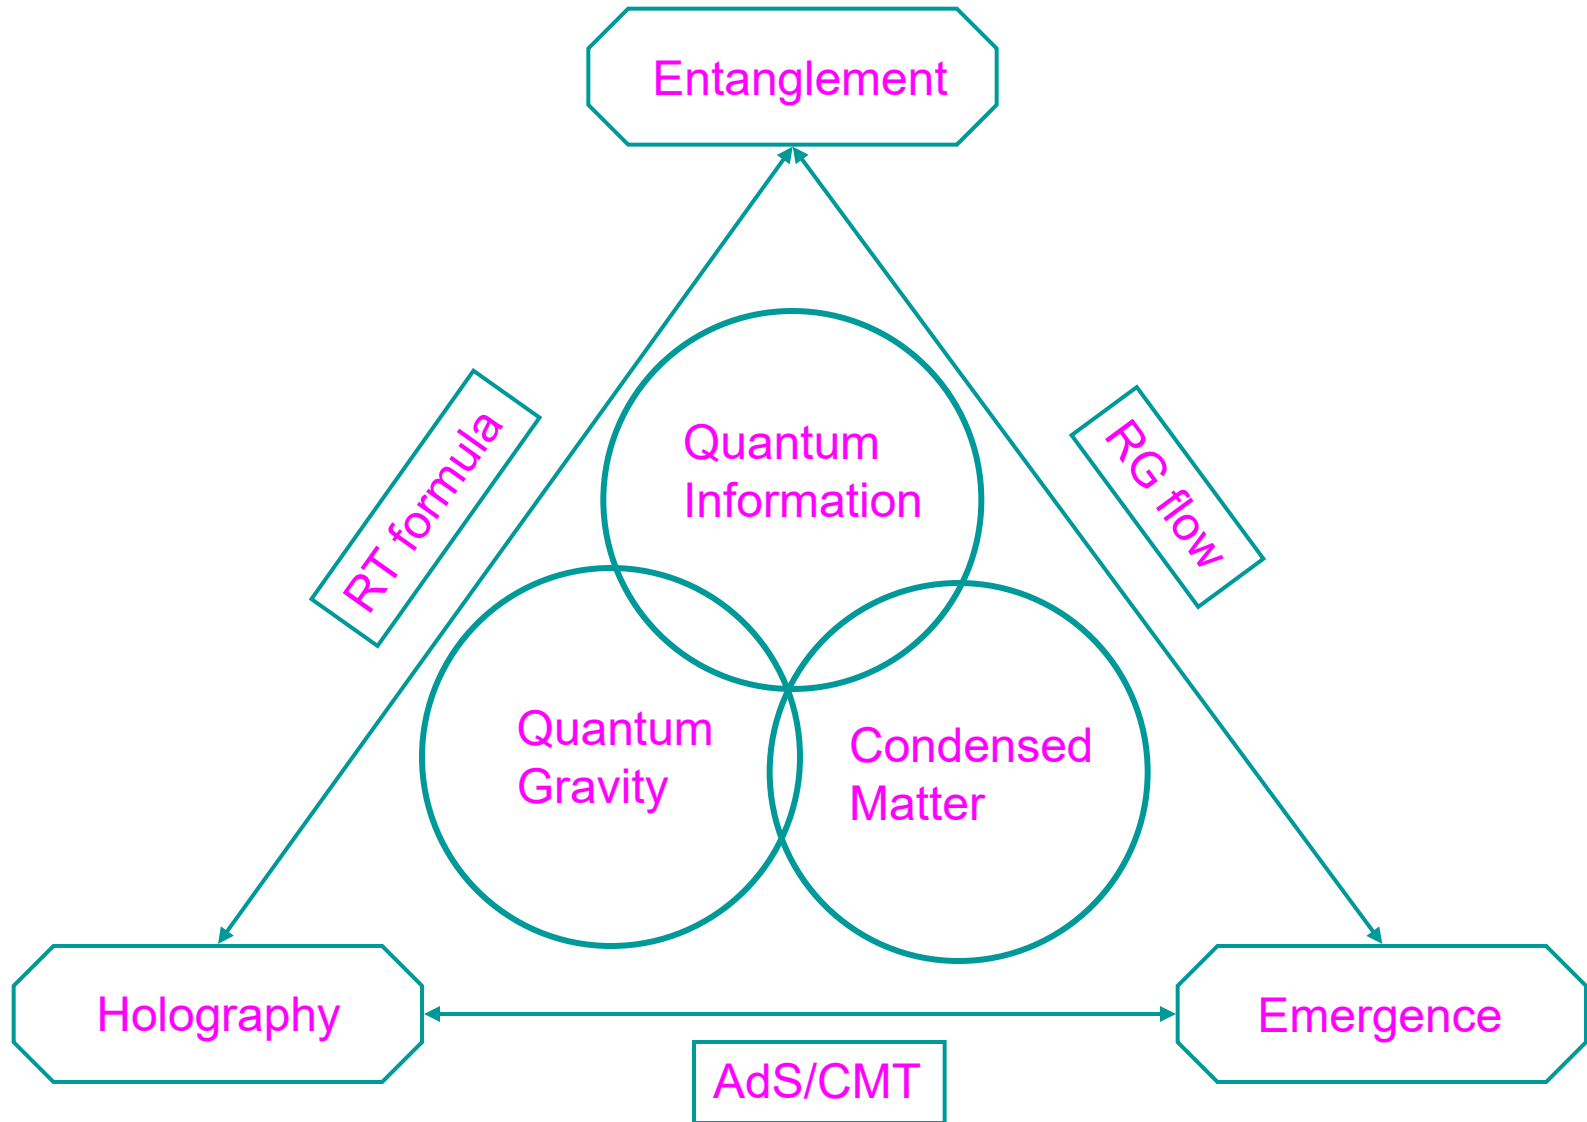 Entanglement
RT formula
RG flow
Quantum
Information
Quantum
Gravity
Condensed
Matter
Holography
Emergence
AdS/CMT